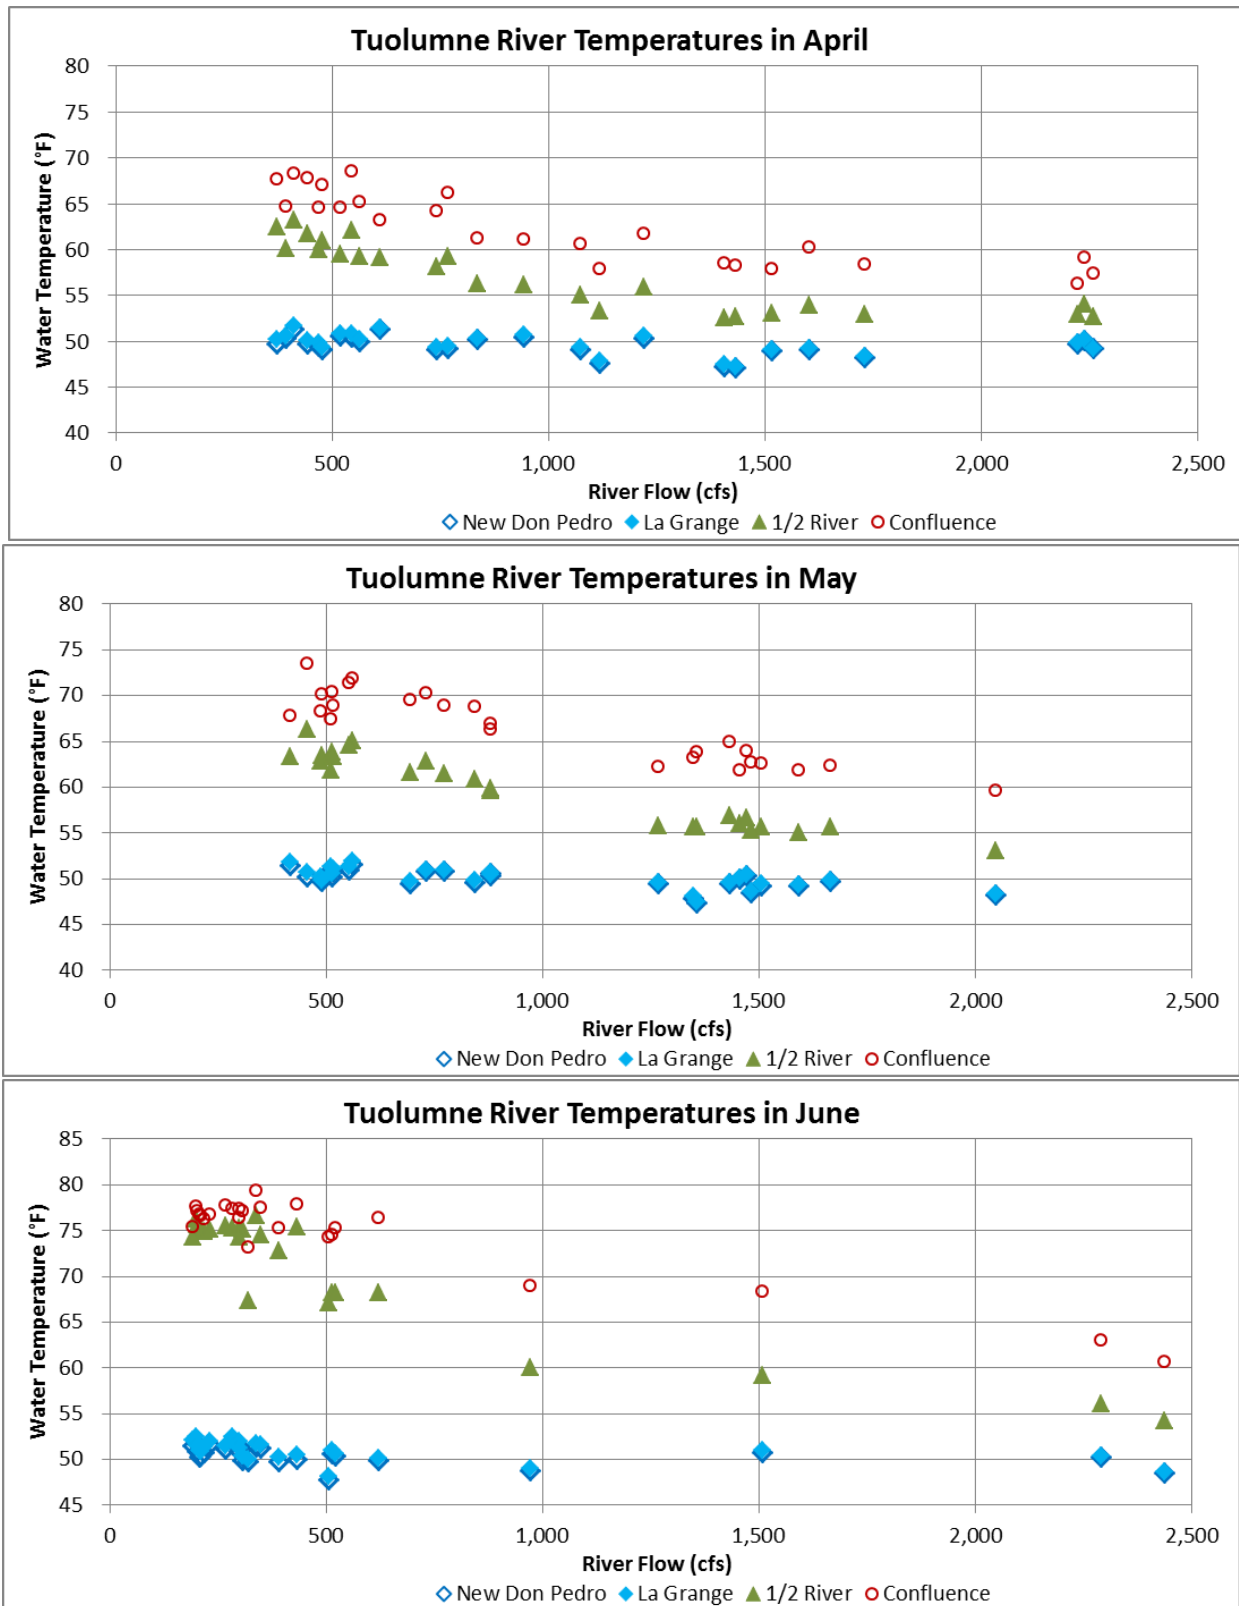 Tuolumne River Temperatures in April
Water Temperature (°F)
80
75
70
65
60
55
50
45
40
0 500 1,000 1,500 2,000 2,500
River Flow (cfs)
New Don Pedro La Grange 1/2 River Confluence
Tuolumne River Temperatures in May
Water Temperature (°F)
80
75
70
65
60
55
50
45
40
0 500 1,000 1,500 2,000 2,500
River Flow (cfs)
New Don Pedro La Grange 1/2 River Confluence
Tuolumne River Temperatures in June
Water Temperature (°F)
85
80
75
70
65
60
55
50
45
0 500 1,000 1,500 2,000 2,500
River Flow (cfs)
New Don Pedro La Grange 1/2 River Confluence